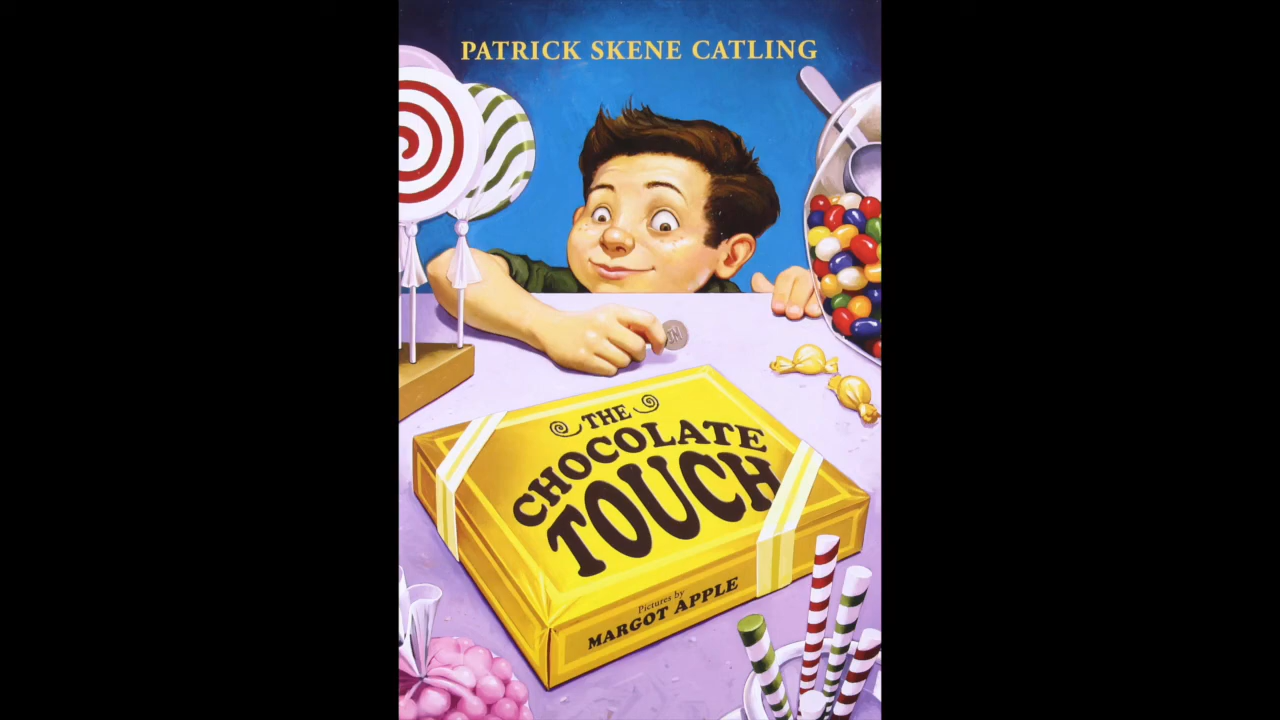 PATRICK SKENE CATLING
THE
CHOCOLATE
TOUCH
Pictures by
MARGOT APPLE